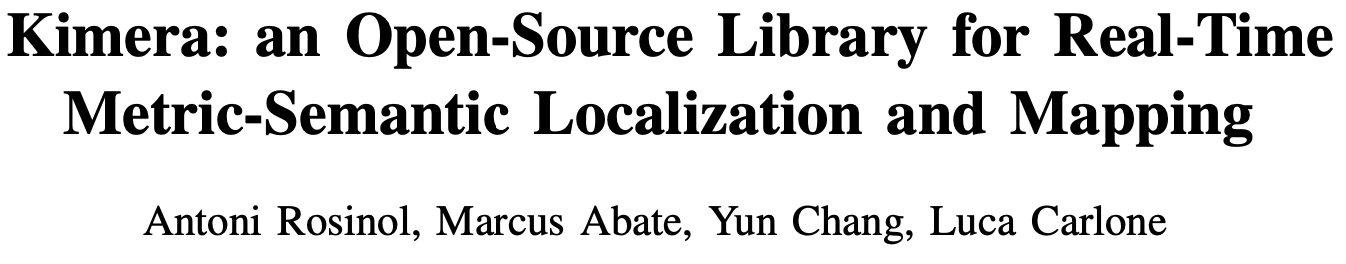 Kimera: an Open-Source Library for Real-Time
Metric-Semantic Localization and Mapping
Antoni Rosinol, Marcus Abate, Yun Chang, Luca Carlone